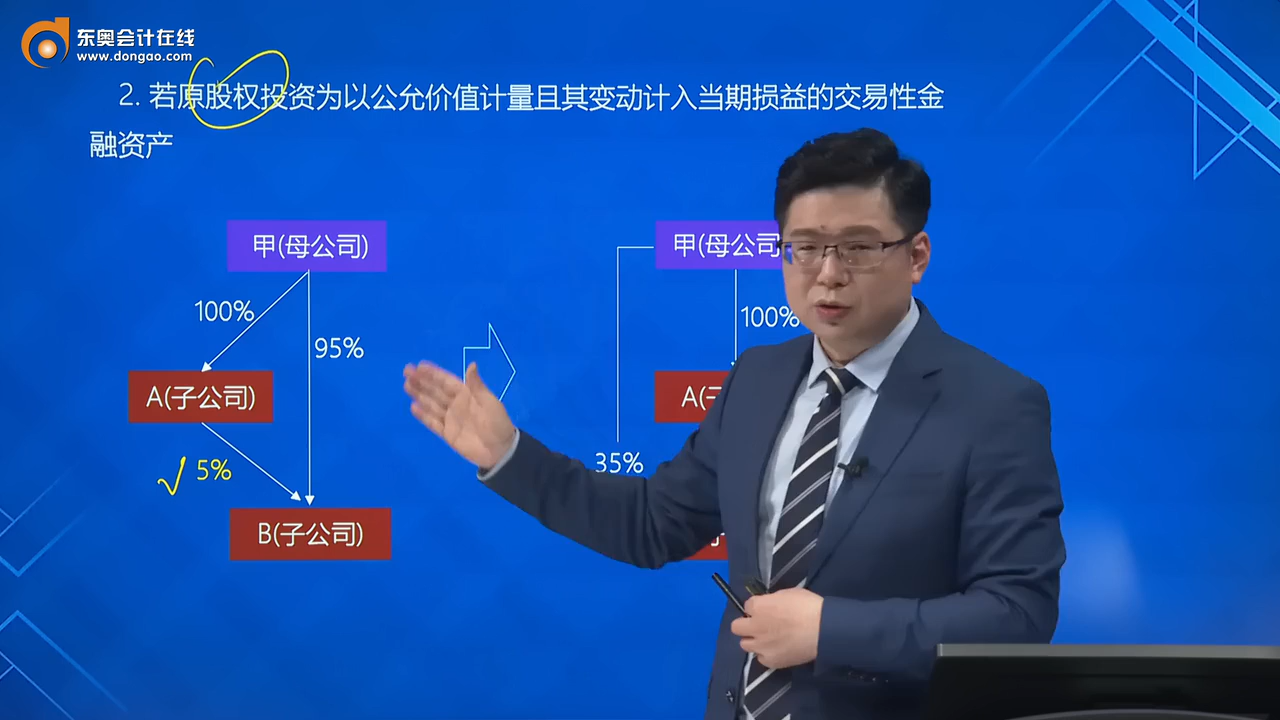 东奥会计在线
www.dongao.com
2. 若原股权投资为以公允价值计量且其变动计入当期损益的交易性金
融资产
甲(母公司)
甲(母公司
100%
100%
95%
A(子公司)
A(子
35%
5%
B(子公司)